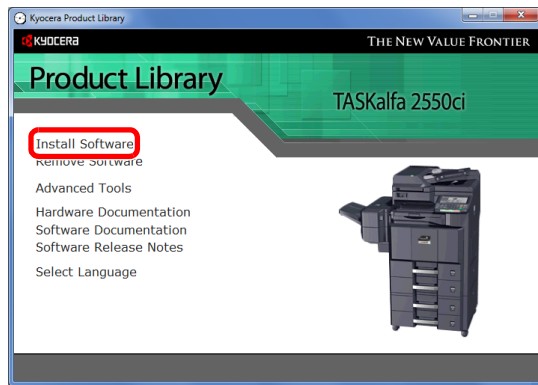 Kyocera Product Library
KYOCERA
THE NEW VALUE FRONTIER
Product Library
TASKalfa 2550ci
Install Software
Remove Software
Advanced Tools
Hardware Documentation
Software Documentation
Software Release Notes
Select Language